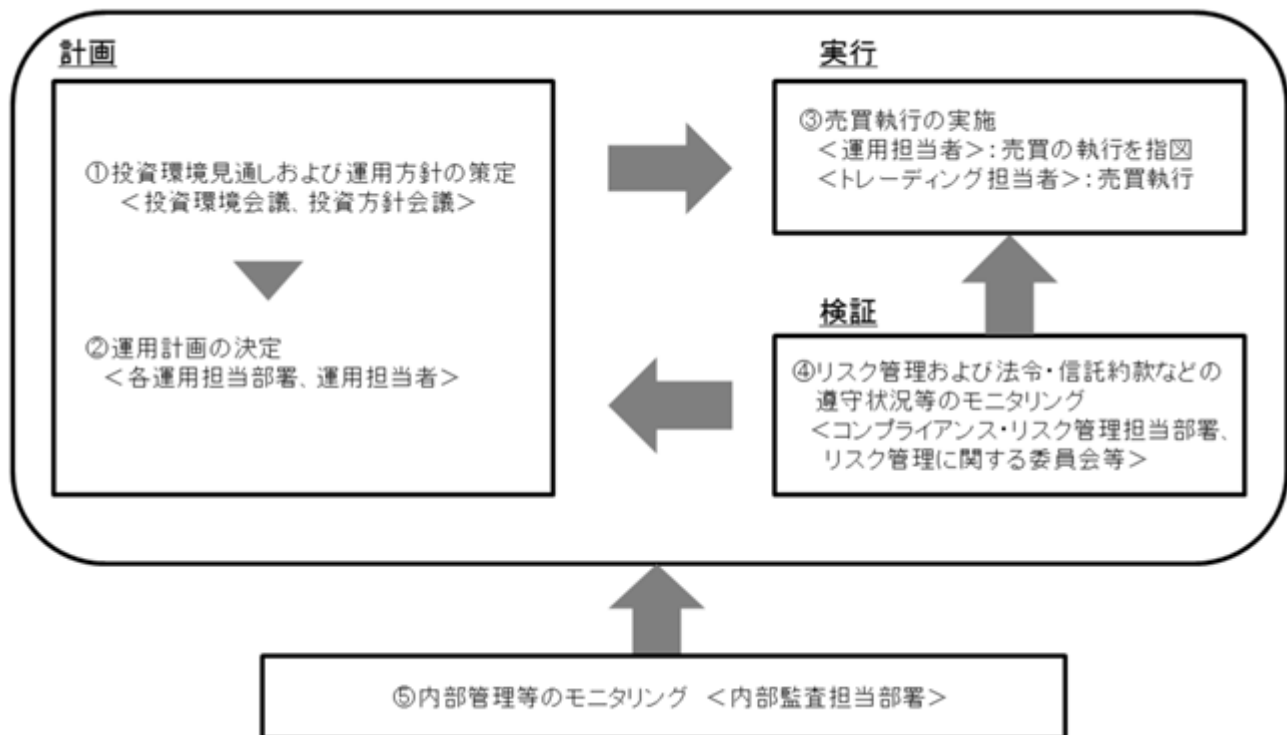 計画
①投資環境見通しおよび運用方針の策定
＜投資環境会議、投資方針会議＞
②運用計画の決定
＜各運用担当部署、運用担当者＞
実行
③売買執行の実施
＜運用担当者＞：売買の執行を指図
＜トレーディング担当者＞：売買執行
検証
④リスク管理および法令・信託約款などの
遵守状況等のモニタリング
＜コンプライアンス・リスク管理担当部署、
リスク管理に関する委員会等＞
⑤内部管理等のモニタリング ＜内部監査担当部署＞